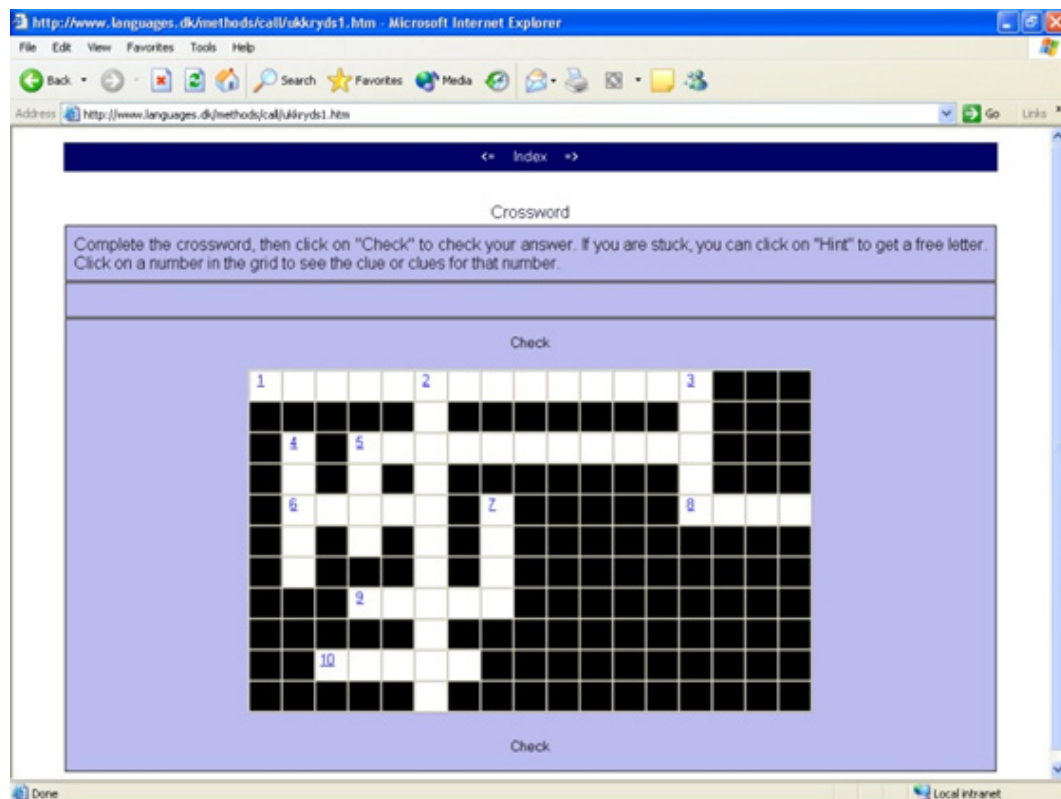 http://www.languages.dk/methods/call/ukkryds1.htm - Microsoft Internet Explorer
File Edit View Favorites Tools Help
Back Search Favorites Media
Address http://www.languages.dk/methods/call/ukkryds1.htm Go Links
<= Index =>
Crossword
Complete the crossword, then click on "Check" to check your answer. If you are stuck, you can click on "Hint" to get a free letter.
Click on a number in the grid to see the clue or clues for that number.
Check
1 2 3
4 5
6 7 8
9
10
Check
Done Local intranet